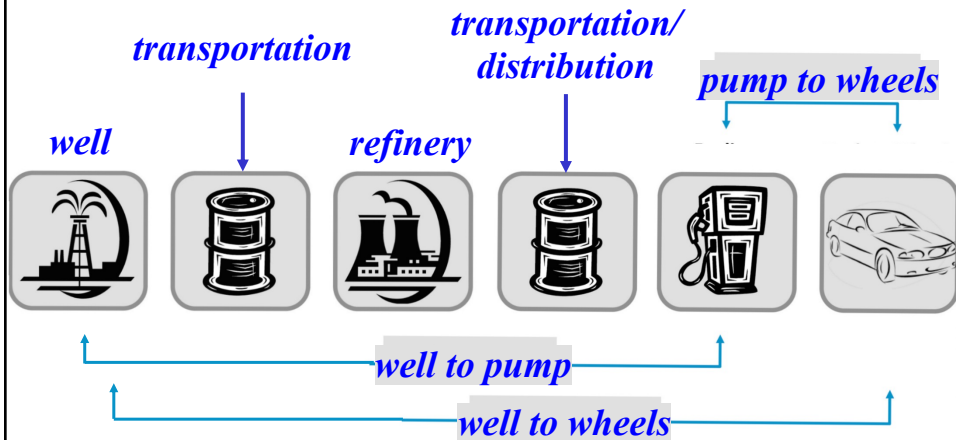 transportation
transportation/
distribution
pump to wheels
well
refinery
well to pump
well to wheels